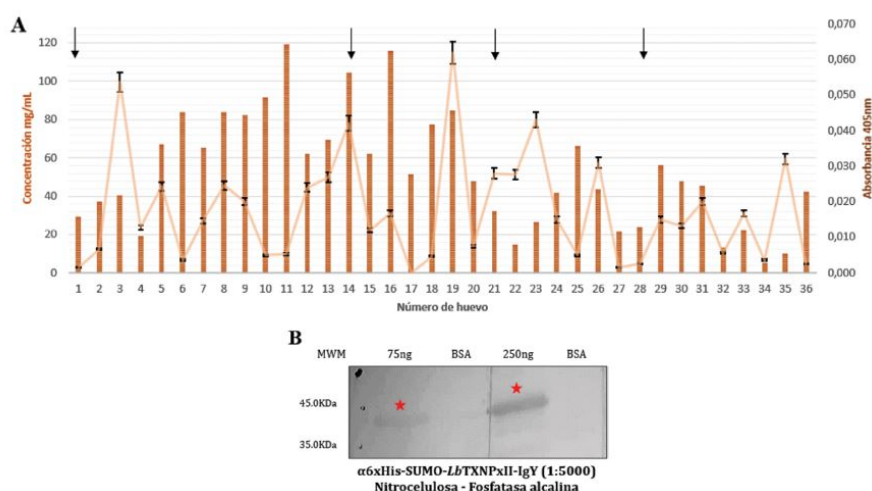 A
Concentración mg/mL
120
100
80
60
40
20
0
0,070
0,060
0,050
0,040
0,030
0,020
0,010
0,000
Absorbancia 405nm
1 2 3 4 5 6 7 8 9 10 11 12 13 14 15 16 17 18 19 20 21 22 23 24 25 26 27 28 29 30 31 32 33 34 35 36
Número de huevo
B
MWM 75ng BSA 250ng BSA
45.0KDa
35.0KDa
α6xHis-SUMO-LbTXNPxII-IgY (1:5000)
Nitrocelulosa - Fosfatasa alcalina